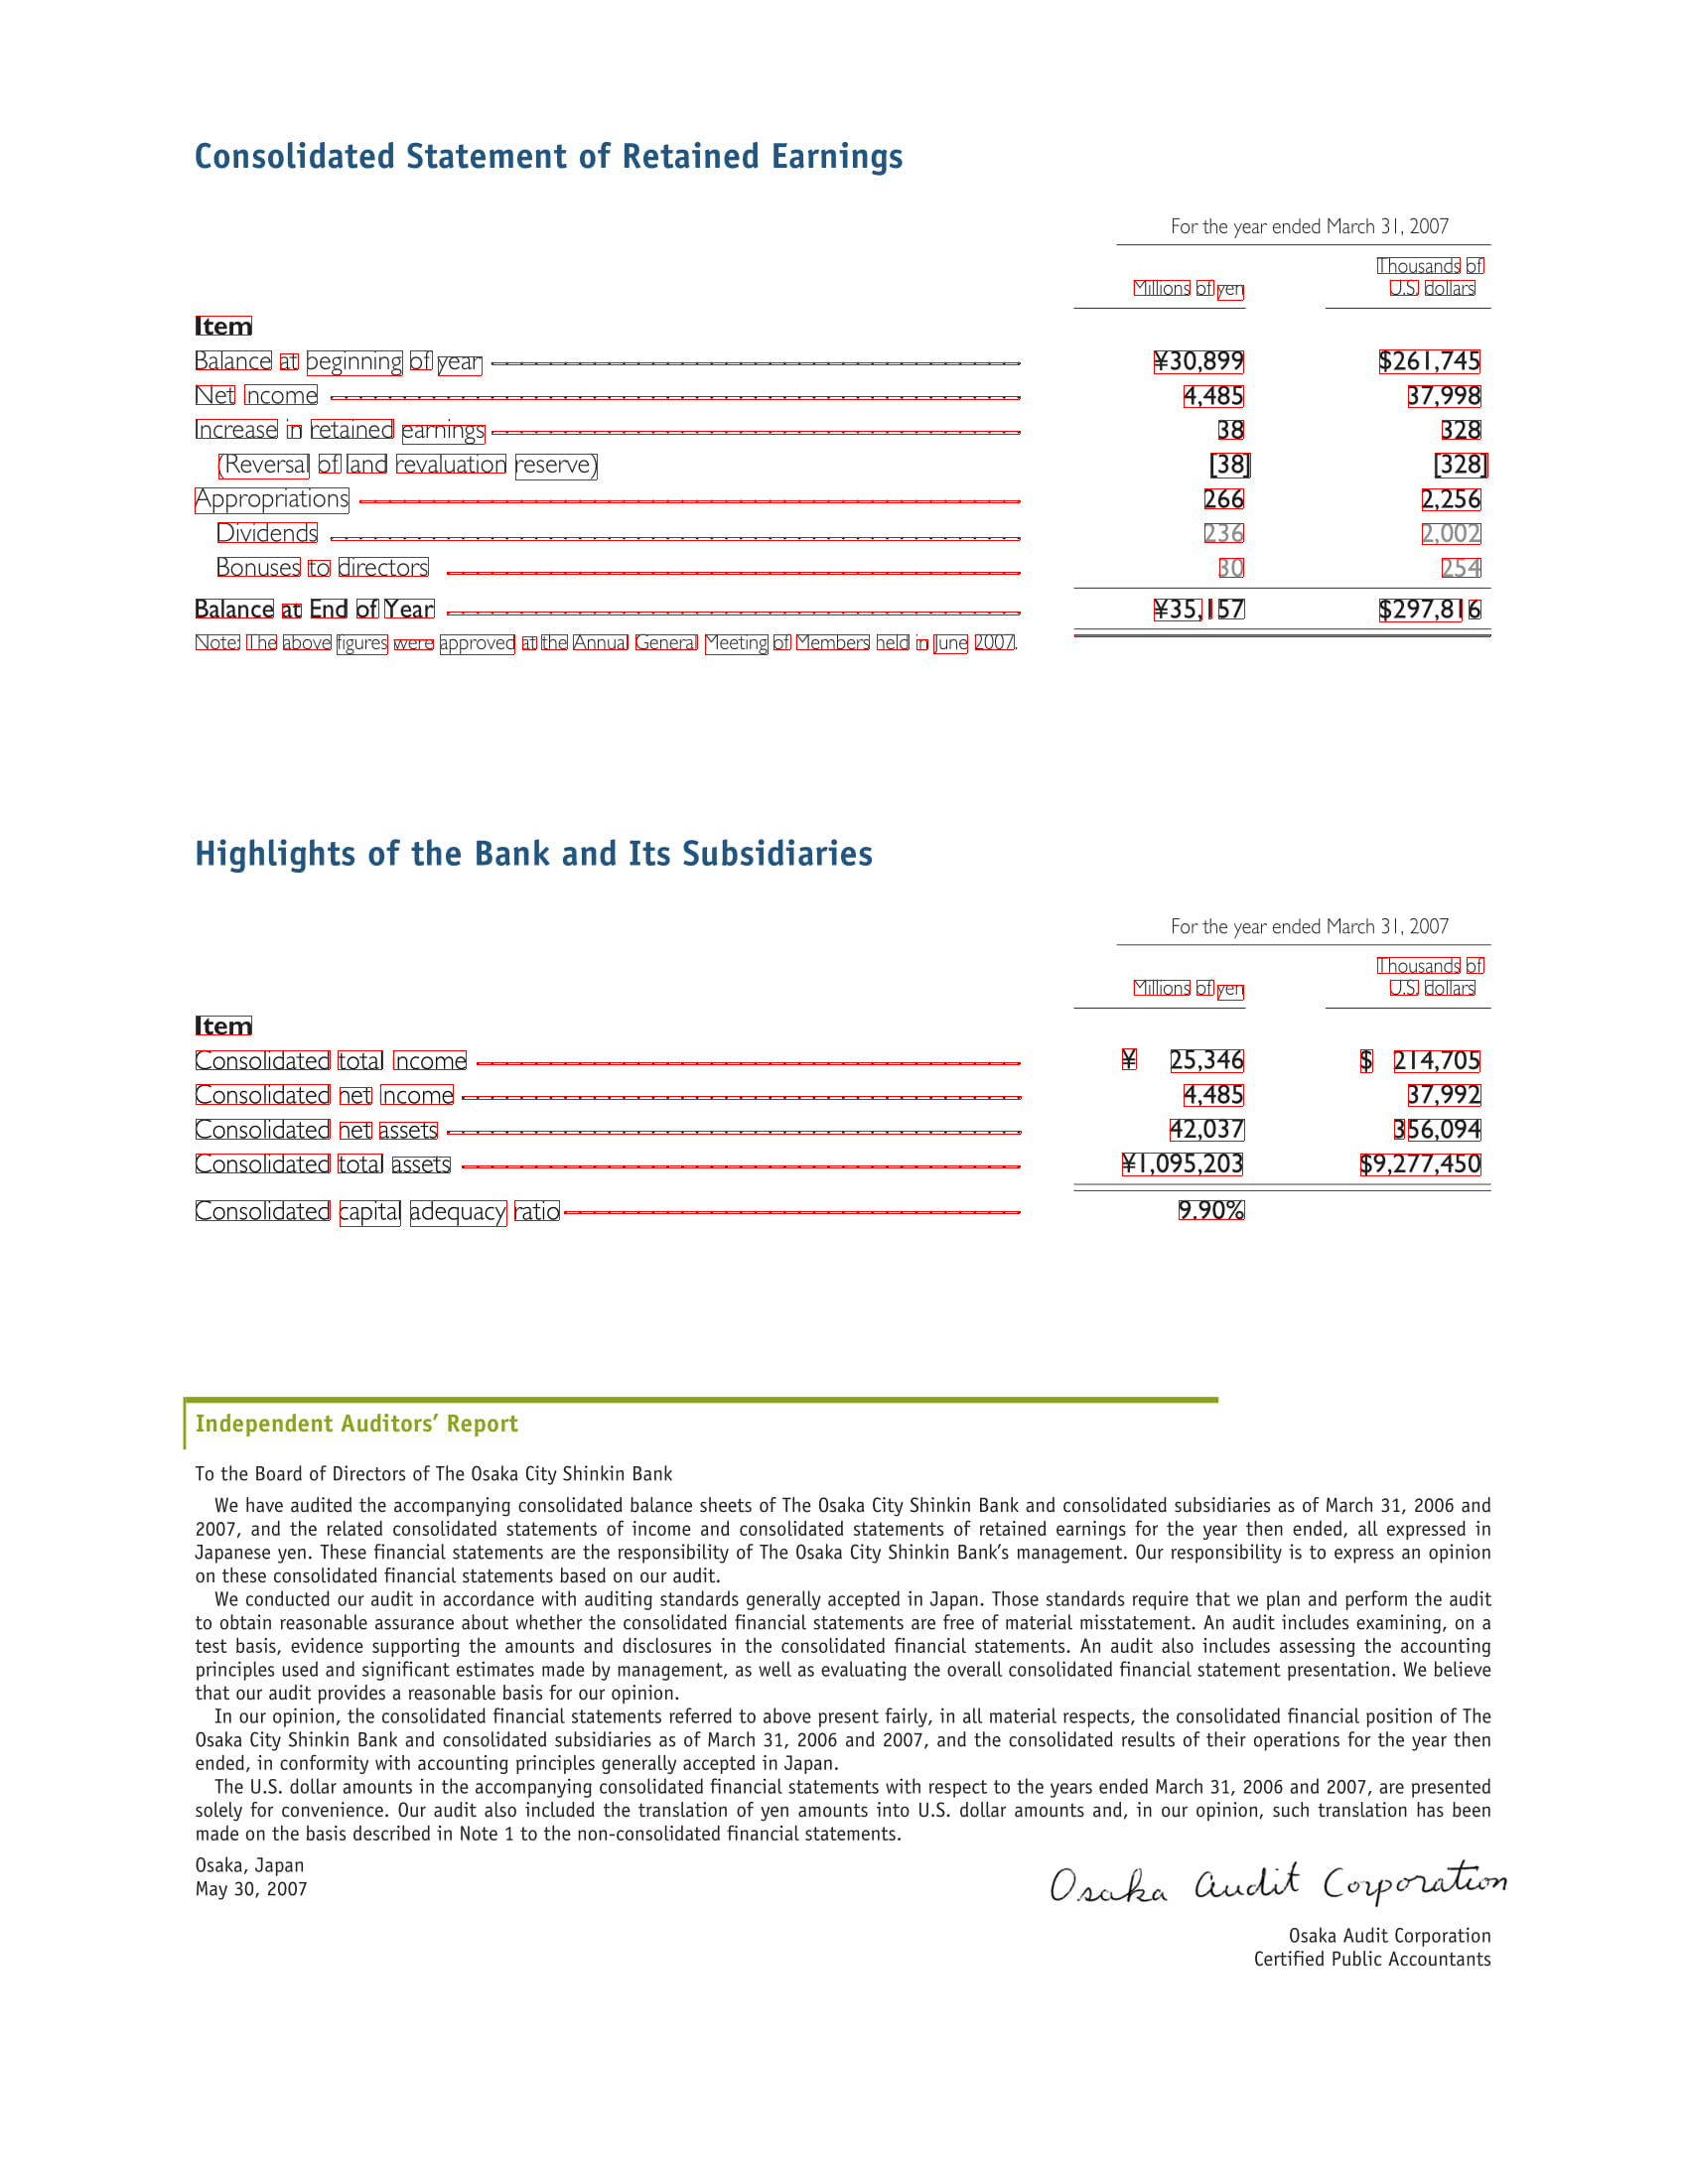 Consolidated Statement of Retained Earnings
For the year ended March 31, 2007
Thousands of
Millions of yen U.S. dollars
Item
Balance at beginning of year ¥30,899 $261,745
Net income 4,485 37,998
Increase in retained earnings 38 328
(Reversal of land revaluation reserve) [38] [328]
Appropriations 266 2,256
Dividends 236 2,002
Bonuses to directors 30 254
Balance at End of Year ¥35,157 $297,816
Note: The above figures were approved at the Annual General Meeting of Members held in June 2007.
Highlights of the Bank and Its Subsidiaries
For the year ended March 31, 2007
Thousands of
Millions of yen U.S. dollars
Item
Consolidated total income ¥ 25,346 $ 214,705
Consolidated net income 4,485 37,992
Consolidated net assets 42,037 356,094
Consolidated total assets ¥1,095,203 $9,277,450
Consolidated capital adequacy ratio 9.90%
Independent Auditors’ Report
To the Board of Directors of The Osaka City Shinkin Bank
We have audited the accompanying consolidated balance sheets of The Osaka City Shinkin Bank and consolidated subsidiaries as of March 31, 2006 and
2007, and the related consolidated statements of income and consolidated statements of retained earnings for the year then ended, all expressed in
Japanese yen. These financial statements are the responsibility of The Osaka City Shinkin Bank’s management. Our responsibility is to express an opinion
on these consolidated financial statements based on our audit.
We conducted our audit in accordance with auditing standards generally accepted in Japan. Those standards require that we plan and perform the audit
to obtain reasonable assurance about whether the consolidated financial statements are free of material misstatement. An audit includes examining, on a
test basis, evidence supporting the amounts and disclosures in the consolidated financial statements. An audit also includes assessing the accounting
principles used and significant estimates made by management, as well as evaluating the overall consolidated financial statement presentation. We believe
that our audit provides a reasonable basis for our opinion.
In our opinion, the consolidated financial statements referred to above present fairly, in all material respects, the consolidated financial position of The
Osaka City Shinkin Bank and consolidated subsidiaries as of March 31, 2006 and 2007, and the consolidated results of their operations for the year then
ended, in conformity with accounting principles generally accepted in Japan.
The U.S. dollar amounts in the accompanying consolidated financial statements with respect to the years ended March 31, 2006 and 2007, are presented
solely for convenience. Our audit also included the translation of yen amounts into U.S. dollar amounts and, in our opinion, such translation has been
made on the basis described in Note 1 to the non-consolidated financial statements.
Osaka, Japan
May 30, 2007
Osaka Audit Corporation
Osaka Audit Corporation
Certified Public Accountants